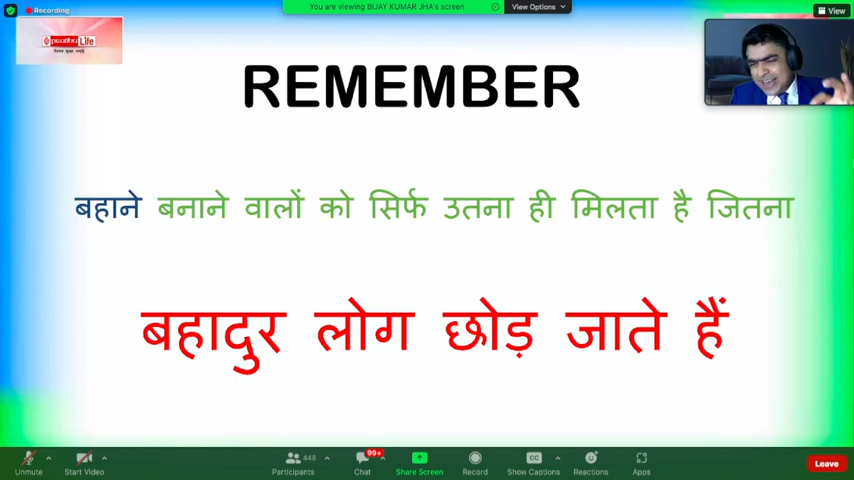 Recording
You are viewing BIJAY KUMAR JHA's screen
View Options
View
Life
REMEMBER
बहाने बनाने वालों को सिर्फ उतना ही मिलता है जितना
बहादुर लोग छोड़ जाते हैं
Unmute
Start Video
448
Participants
99+
Chat
Share Screen
Record
CC
Show Captions
Reactions
Apps
Leave